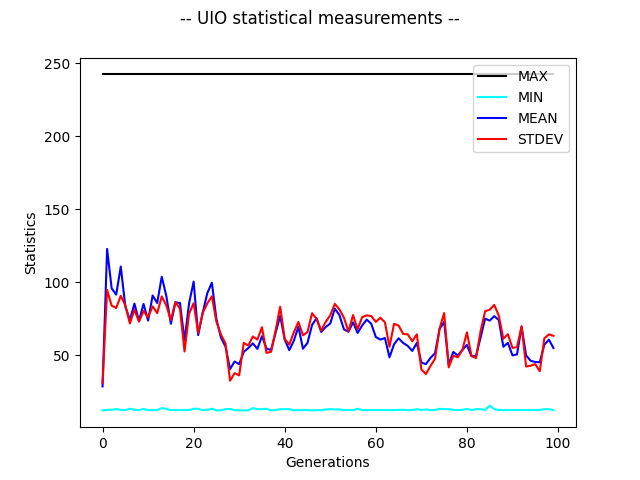 -- UIO statistical measurements --
250
200
150
100
50
Statistics
MAX
MIN
MEAN
STDEV
0
20
40
60
80
100
Generations